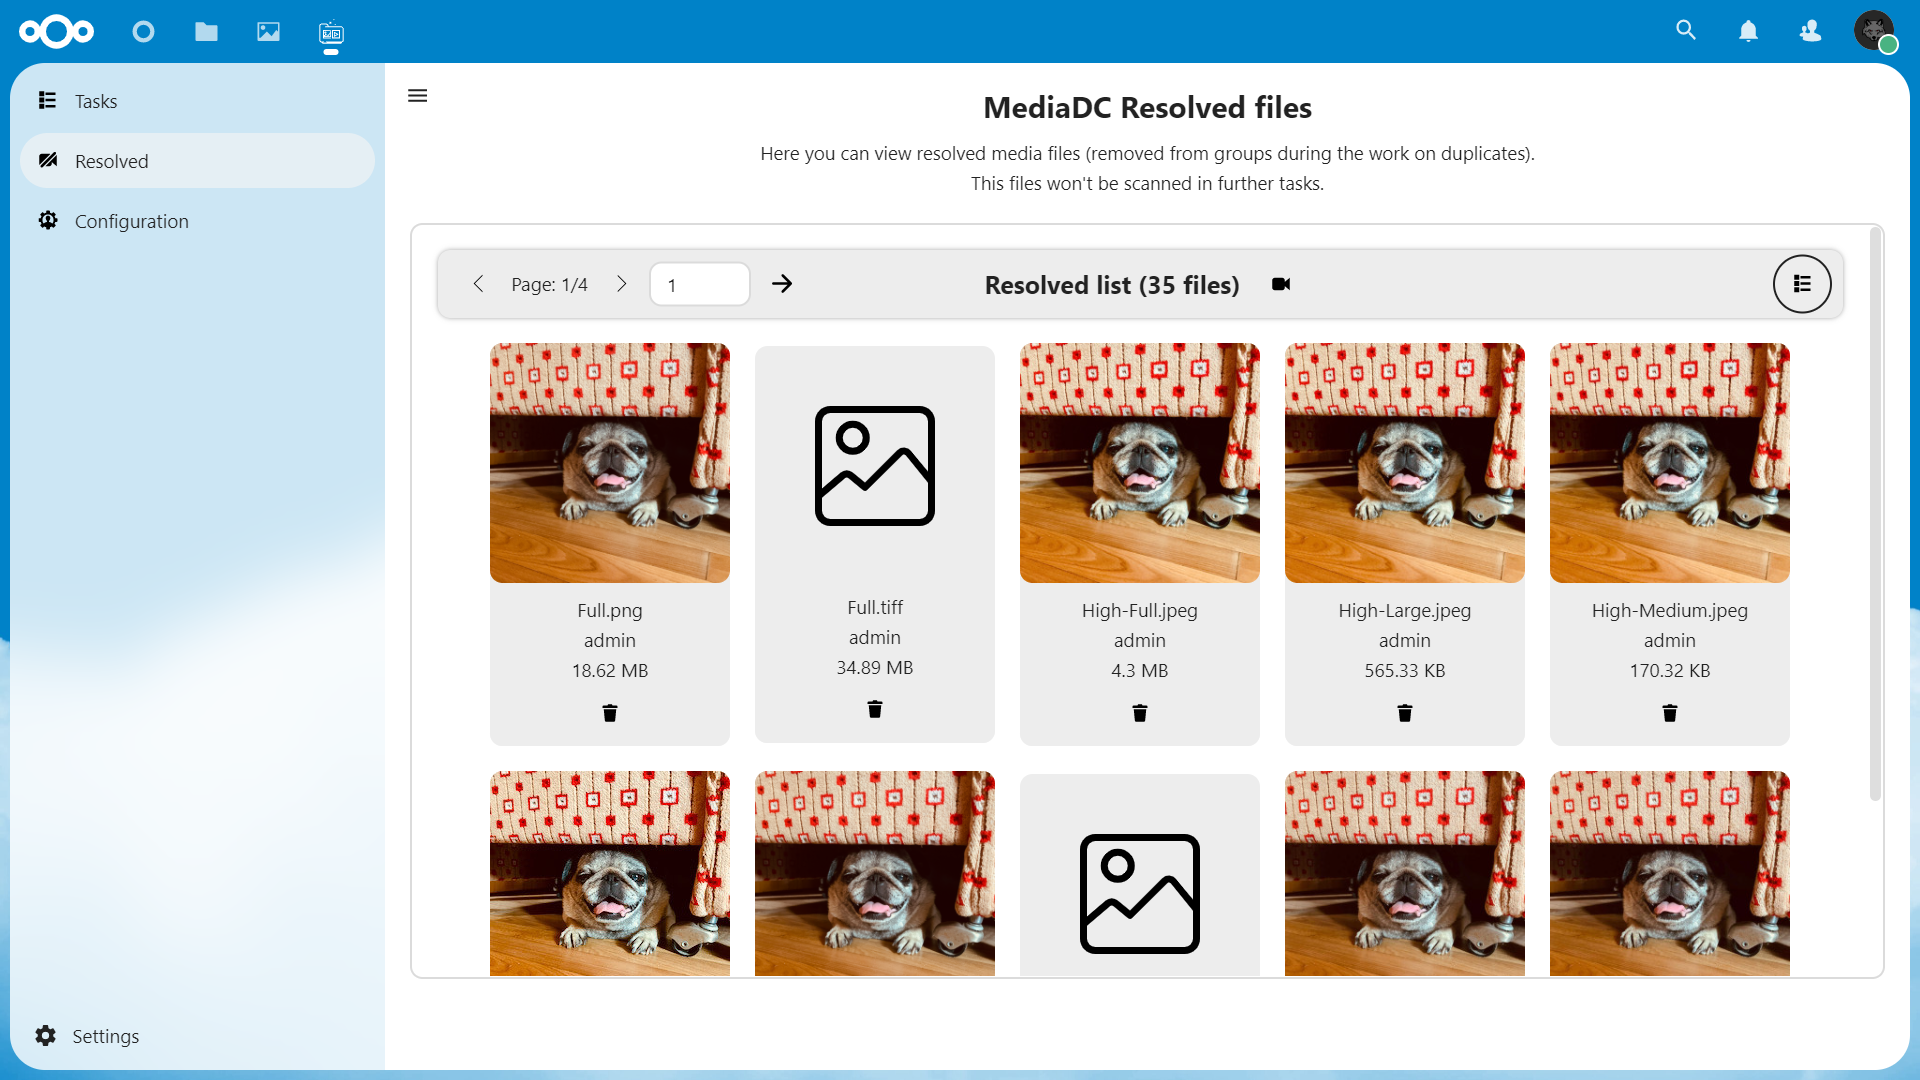 Tasks
Resolved
Configuration
Settings
MediaDC Resolved files
Here you can view resolved media files (removed from groups during the work on duplicates).
This files won't be scanned in further tasks.
Page: 1/4
1
Resolved list (35 files)
Full.png
admin
18.62 MB
Full.tiff
admin
34.89 MB
High-Full.jpeg
admin
4.3 MB
High-Large.jpeg
admin
565.33 KB
High-Medium.jpeg
admin
170.32 KB